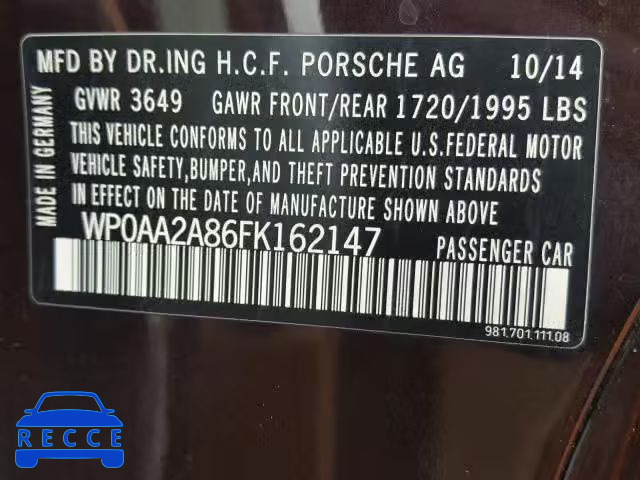 MFD BY DR.ING H.C.F. PORSCHE AG 10/14
GVWR 3649 GAWR FRONT/REAR 1720/1995 LBS
THIS VEHICLE CONFORMS TO ALL APPLICABLE U.S.FEDERAL MOTOR
VEHICLE SAFETY,BUMPER,AND THEFT PREVENTION STANDARDS
IN EFFECT ON THE DATE OF MANUFACTURE SHOWN ABOVE.
WP0AA2A86FK162147 PASSENGER CAR
981.701.111.08
MADE IN GERMANY
RECCE